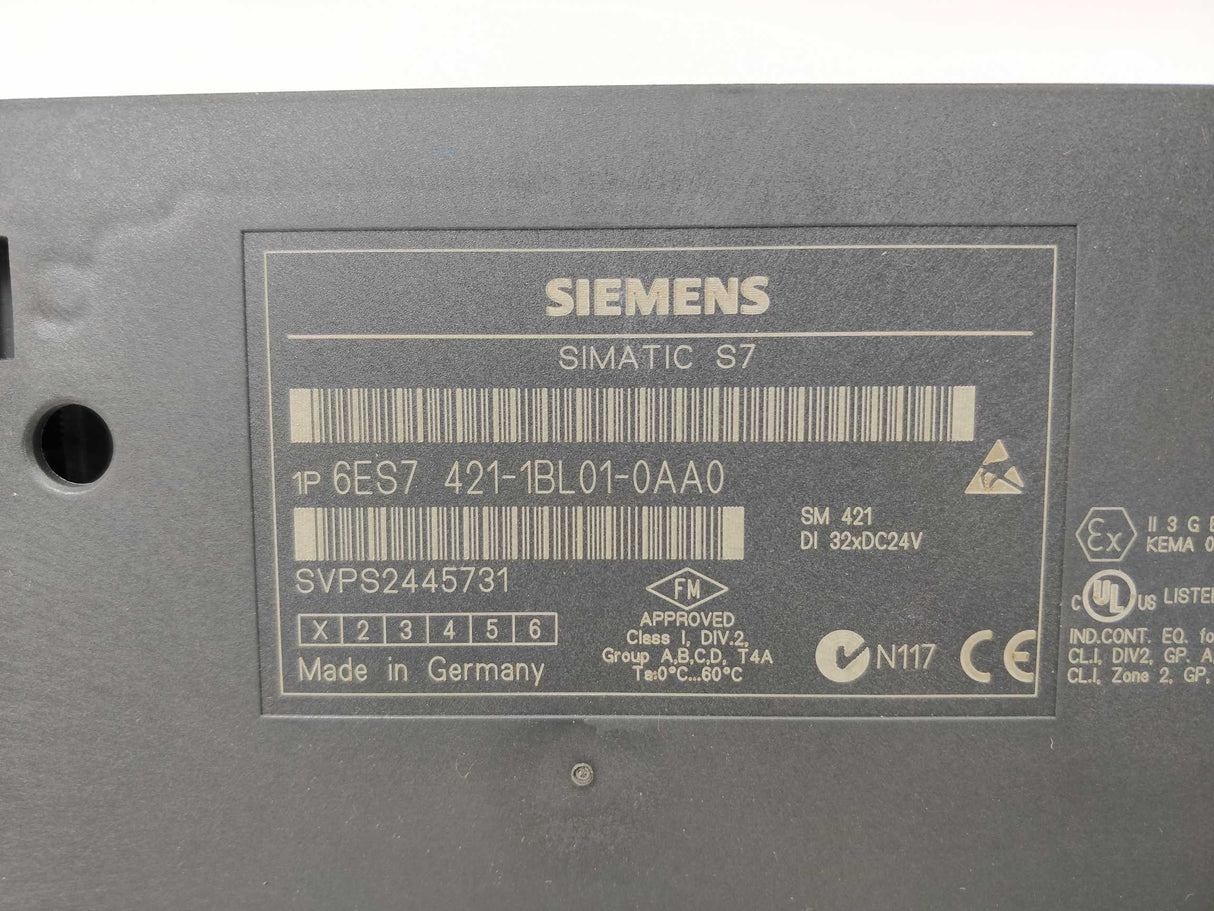 SIEMENS
SIMATIC S7
1P 6ES7 421-1BL01-0AA0
SM 421
DI 32xDC24V
SVPS2445731
X 2 3 4 5 6
Made in Germany
FM
APPROVED
Class I, DIV.2,
Group A,B,C,D, T4A
Ta:0°C...60°C
N117
CE
Ex
II 3 G
KEMA
C UL US
IND.CONT. EQ.
CL.I, DIV2, GP. A,
CL.I, Zone 2, GP,